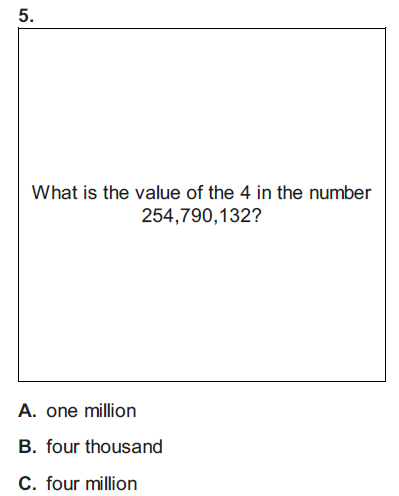 5.
What is the value of the 4 in the number
254,790,132?
A. one million
B. four thousand
C. four million